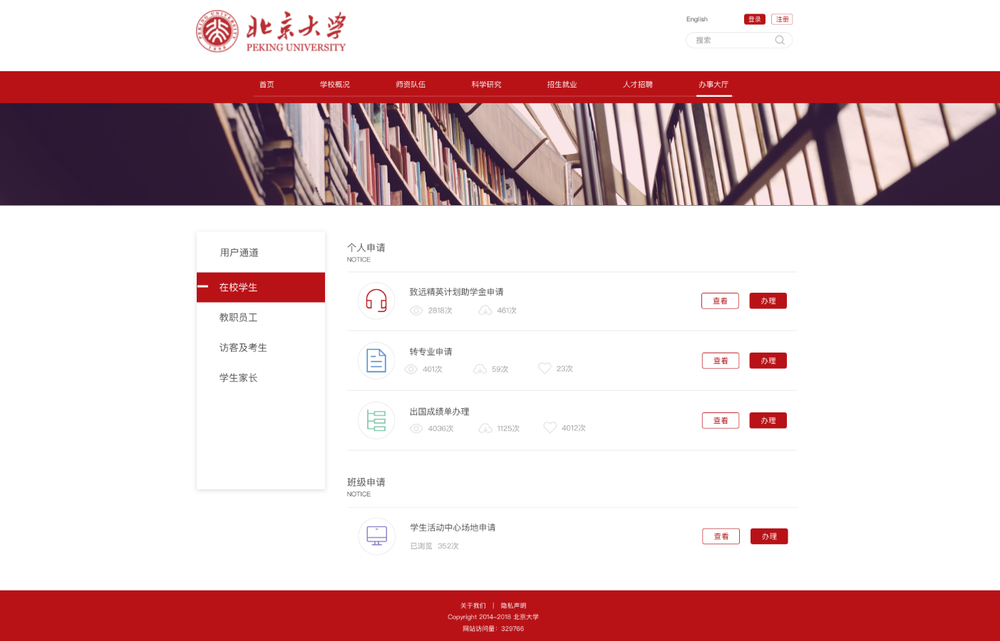 北京大学
PEKING UNIVERSITY
PEKING UNIVERSITY
1898
English
登录
注册
搜索
首页
学校概况
师资队伍
科学研究
招生就业
人才招聘
办事大厅
用户通道
在校学生
教职员工
访客及考生
学生家长
个人申请
NOTICE
致远精英计划助学金申请
2818次
461次
查看
办理
转专业申请
401次
59次
23次
查看
办理
出国成绩单办理
4036次
1125次
4012次
查看
办理
班级申请
NOTICE
学生活动中心场地申请
已浏览 352次
查看
办理
关于我们 | 隐私声明
Copyright 2014-2018 北京大学
网站访问量：329766